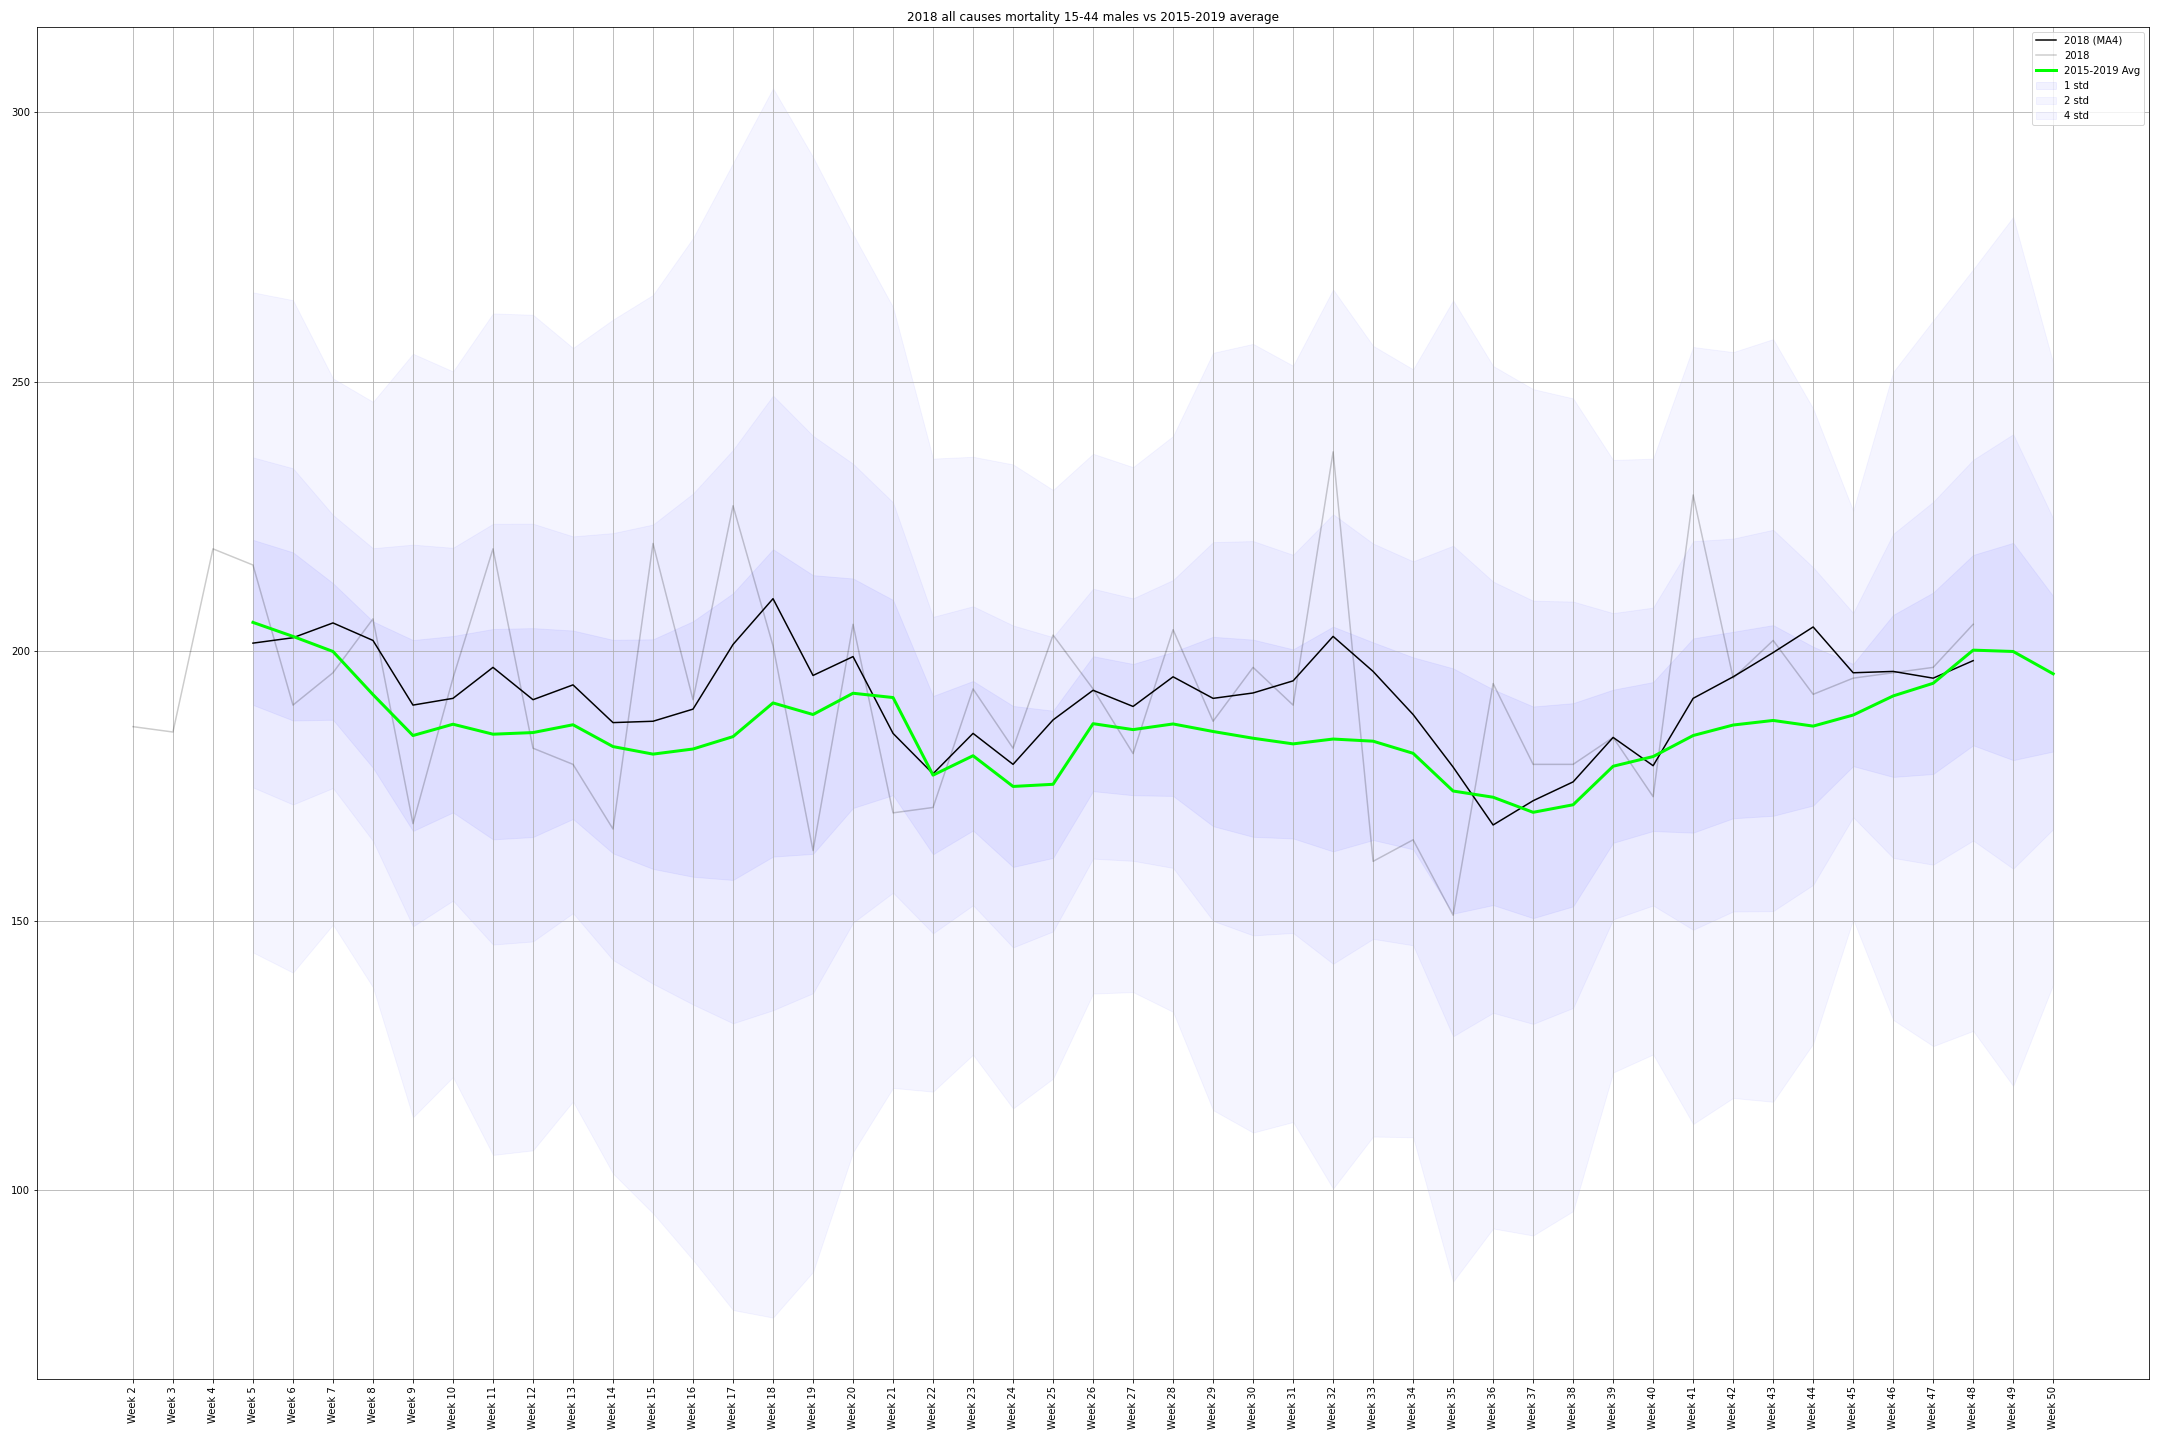 2018 all causes mortality 15-44 males vs 2015-2019 average
2018 (MA4)
2018
2015-2019 Avg
1 std
2 std
4 std
300
250
200
150
100
Week 2
Week 3
Week 4
Week 5
Week 6
Week 7
Week 8
Week 9
Week 10
Week 11
Week 12
Week 13
Week 14
Week 15
Week 16
Week 17
Week 18
Week 19
Week 20
Week 21
Week 22
Week 23
Week 24
Week 25
Week 26
Week 27
Week 28
Week 29
Week 30
Week 31
Week 32
Week 33
Week 34
Week 35
Week 36
Week 37
Week 38
Week 39
Week 40
Week 41
Week 42
Week 43
Week 44
Week 45
Week 46
Week 47
Week 48
Week 49
Week 50